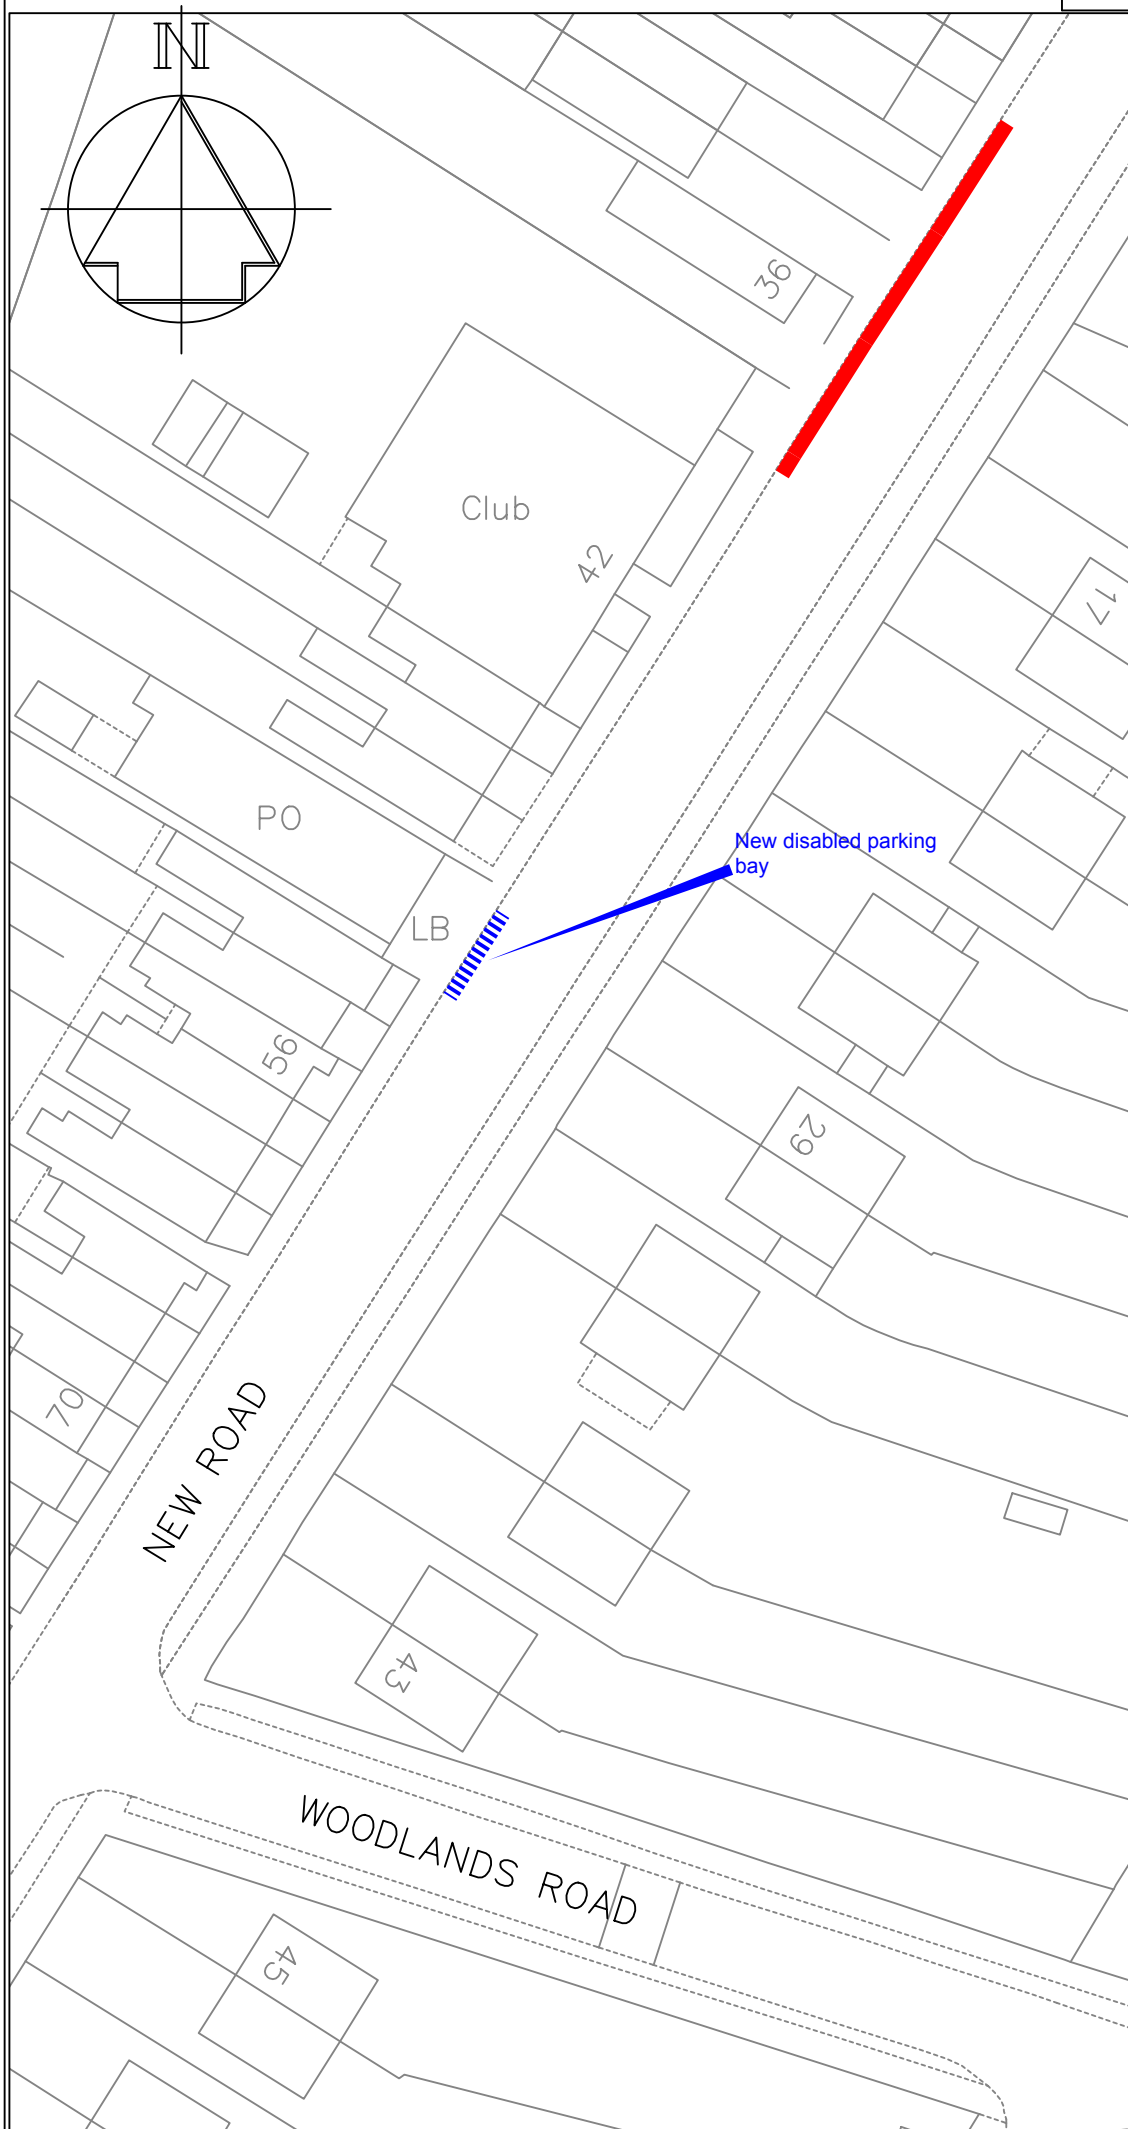 N
36
Club
42
17
PO
New disabled parking
bay
LB
56
29
70
NEW ROAD
43
WOODLANDS ROAD
45